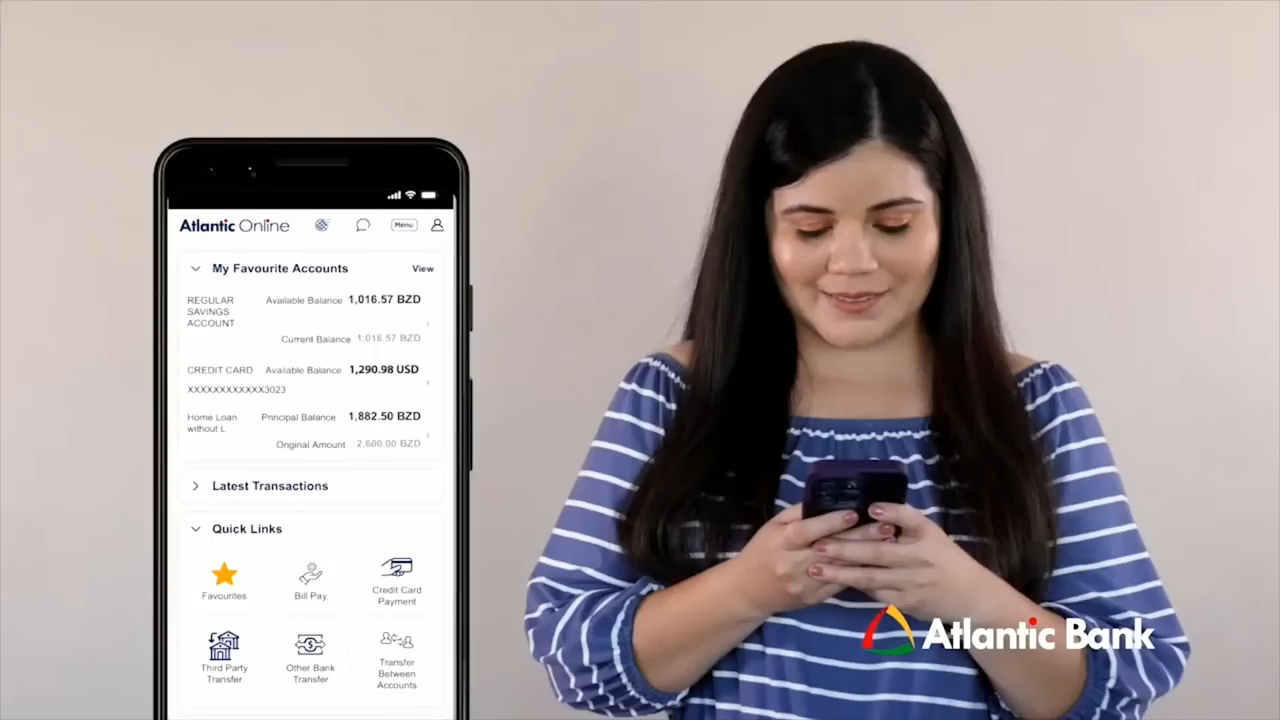 Atlantic Online
Menu
My Favourite Accounts View
REGULAR SAVINGS ACCOUNT
Available Balance 1,016.57 BZD
Current Balance 1,016.57 BZD
CREDIT CARD Available Balance 1,290.98 USD
XXXXXXXXXXXX3023
Home Loan without L
Principal Balance 1,882.50 BZD
Original Amount 2,600.00 BZD
Latest Transactions
Quick Links
Favourites
Bill Pay
Credit Card Payment
Third Party Transfer
Other Bank Transfer
Transfer Between Accounts
Atlantic Bank